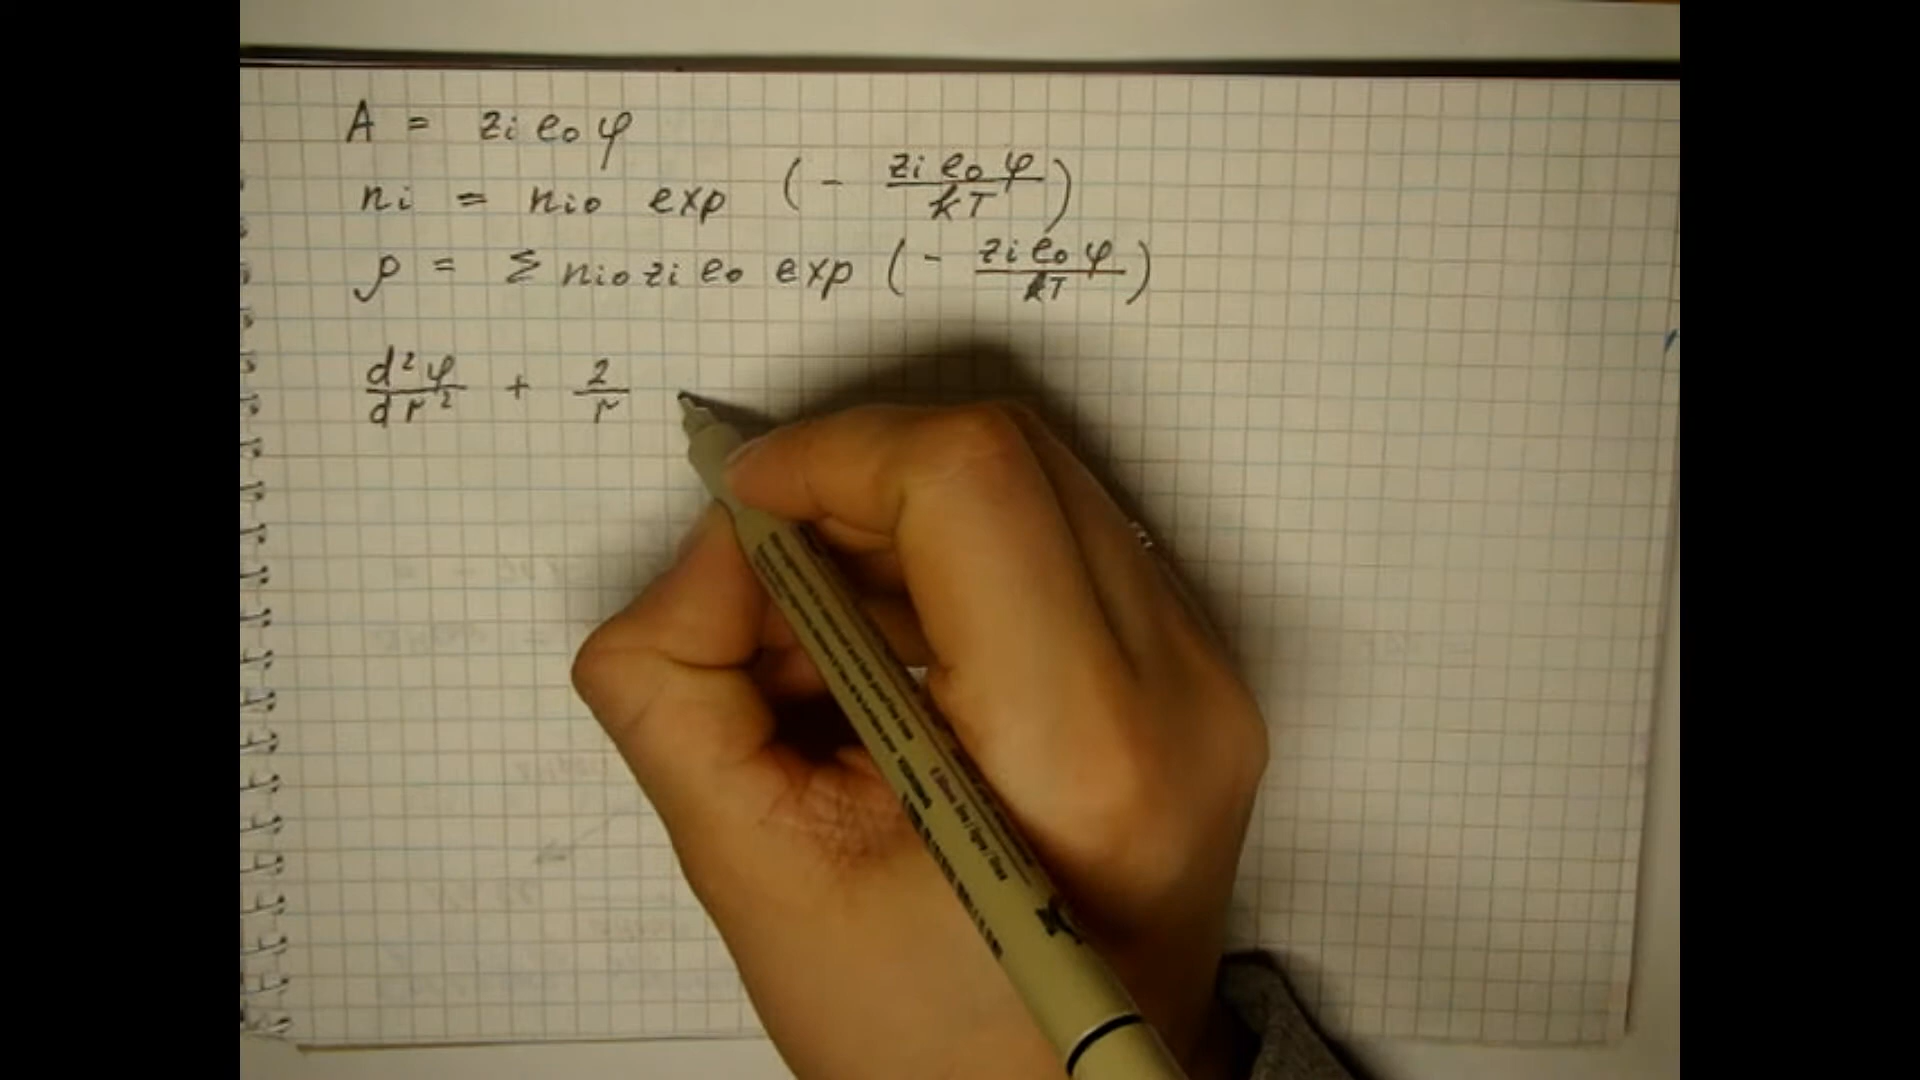 A = zi e0 φ
ni = ni0 exp (- zi e0 φ / kT)
ρ = Σ ni0 zi e0 exp (- zi e0 φ / kT)
d²φ / dr² + 2 / r